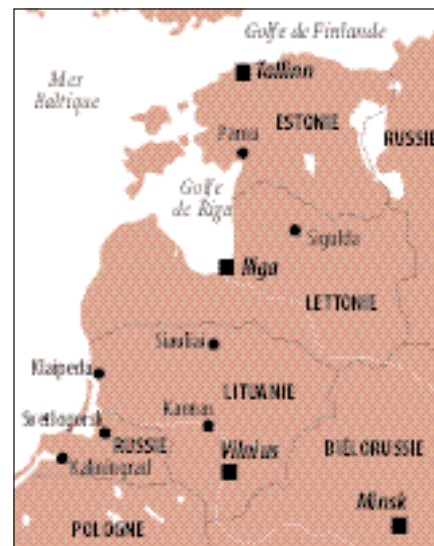 Golfe de Finlande
Mer
Baltique
Tallinn
ESTONIE
Parnu
RUSSIE
Golfe
de Riga
Sigulda
Riga
LETTONIE
Siauliai
Klaipeda
LITUANIE
Kaunas
Svetlogorsk
RUSSIE
Vilnius
BIÉLORUSSIE
Kaliningrad
Minsk
POLOGNE